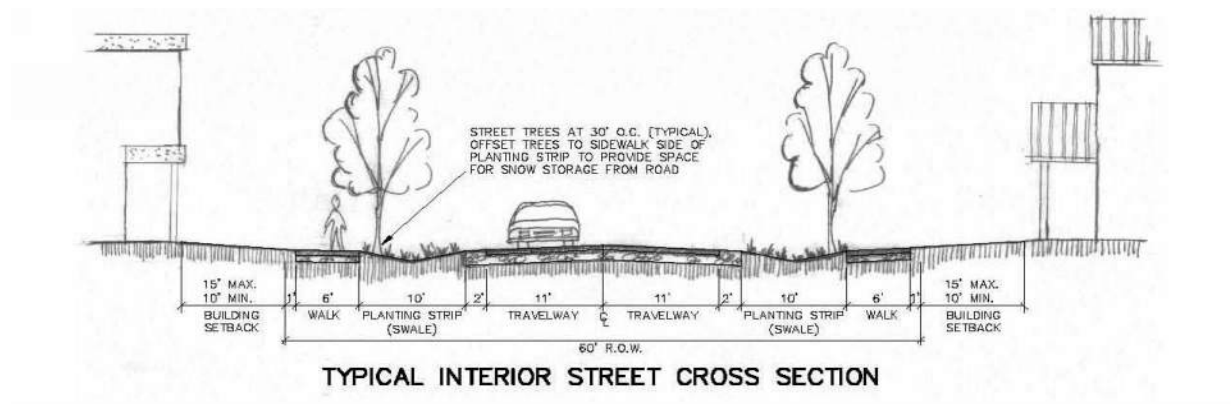 STREET TREES AT 30' O.C. (TYPICAL).
OFFSET TREES TO SIDEWALK SIDE OF
PLANTING STRIP TO PROVIDE SPACE
FOR SNOW STORAGE FROM ROAD
15' MAX.
10' MIN.
BUILDING
SETBACK
1'
6'
WALK
10'
PLANTING STRIP
(SWALE)
2'
11'
TRAVELWAY
℄
11'
TRAVELWAY
2'
10'
PLANTING STRIP
(SWALE)
6'
WALK
1'
15' MAX.
10' MIN.
BUILDING
SETBACK
60' R.O.W.
TYPICAL INTERIOR STREET CROSS SECTION